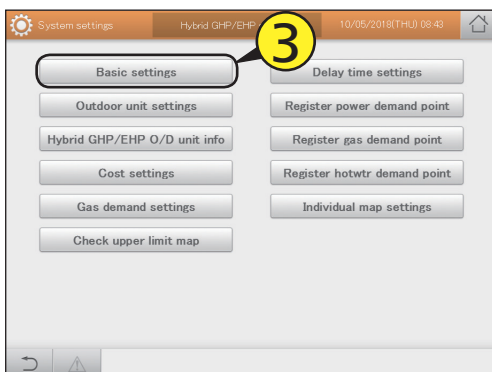 System settings
Hybrid GHP/EHP
10/05/2018(THU) 08:43
3
Basic settings
Delay time settings
Outdoor unit settings
Register power demand point
Hybrid GHP/EHP O/D unit info
Register gas demand point
Cost settings
Register hotwtr demand point
Gas demand settings
Individual map settings
Check upper limit map